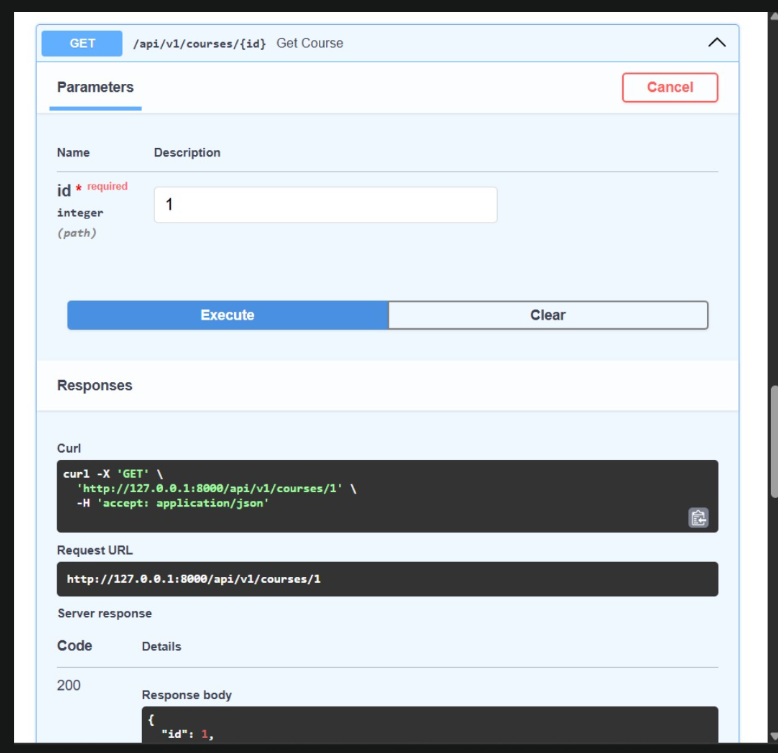 GET /api/v1/courses/{id} Get Course
Parameters
Cancel
Name Description
id * required
integer
(path)
1
Execute
Clear
Responses
Curl
curl -X 'GET' \
'http://127.0.0.1:8000/api/v1/courses/1' \
-H 'accept: application/json'
Request URL
http://127.0.0.1:8000/api/v1/courses/1
Server response
Code Details
200
Response body
{
"id": 1,